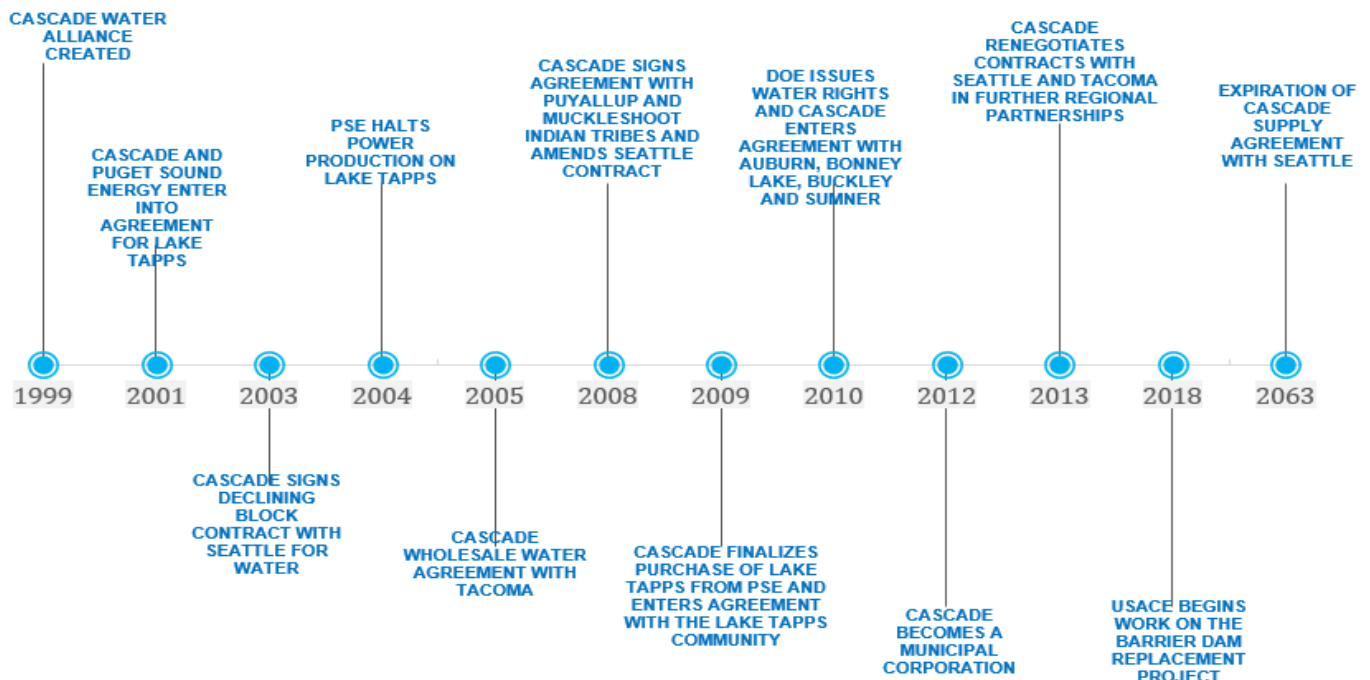 CASCADE WATER
ALLIANCE
CREATED
CASCADE AND
PUGET SOUND
ENERGY ENTER
INTO
AGREEMENT
FOR LAKE
TAPPS
PSE HALTS
POWER
PRODUCTION ON
LAKE TAPPS
CASCADE SIGNS
AGREEMENT WITH
PUYALLUP AND
MUCKLESHOOT
INDIAN TRIBES AND
AMENDS SEATTLE
CONTRACT
DOE ISSUES
WATER RIGHTS
AND CASCADE
ENTERS
AGREEMENT WITH
AUBURN, BONNEY
LAKE, BUCKLEY
AND SUMNER
CASCADE
RENEGOTIATES
CONTRACTS WITH
SEATTLE AND TACOMA
IN FURTHER REGIONAL
PARTNERSHIPS
EXPIRATION OF
CASCADE
SUPPLY
AGREEMENT
WITH SEATTLE
1999 2001 2003 2004 2005 2008 2009 2010 2012 2013 2018 2063
CASCADE SIGNS
DECLINING
BLOCK
CONTRACT WITH
SEATTLE FOR
WATER
CASCADE
WHOLESALE WATER
AGREEMENT WITH
TACOMA
CASCADE FINALIZES
PURCHASE OF LAKE
TAPPS FROM PSE AND
ENTERS AGREEMENT
WITH THE LAKE TAPPS
COMMUNITY
CASCADE
BECOMES A
MUNICIPAL
CORPORATION
USACE BEGINS
WORK ON THE
BARRIER DAM
REPLACEMENT
PROJECT